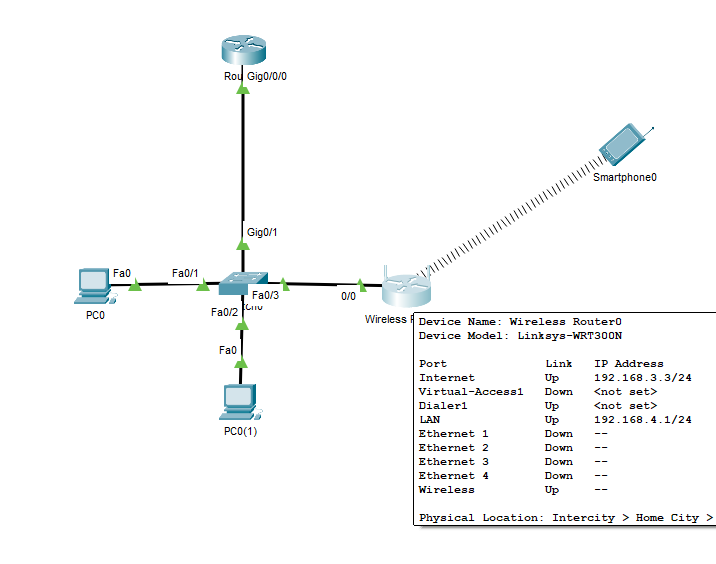 Rou Gig0/0/0
Smartphone0
Gig0/1
Fa0
Fa0/1
Fa0/3
0/0
PC0
Fa0/2
Wireless
Fa0
PC0(1)
Device Name: Wireless Router0
Device Model: Linksys-WRT300N
Port Link IP Address
Internet Up 192.168.3.3/24
Virtual-Access1 Down <not set>
Dialer1 Up <not set>
LAN Up 192.168.4.1/24
Ethernet 1 Down --
Ethernet 2 Down --
Ethernet 3 Down --
Ethernet 4 Down --
Wireless Up --
Physical Location: Intercity > Home City >